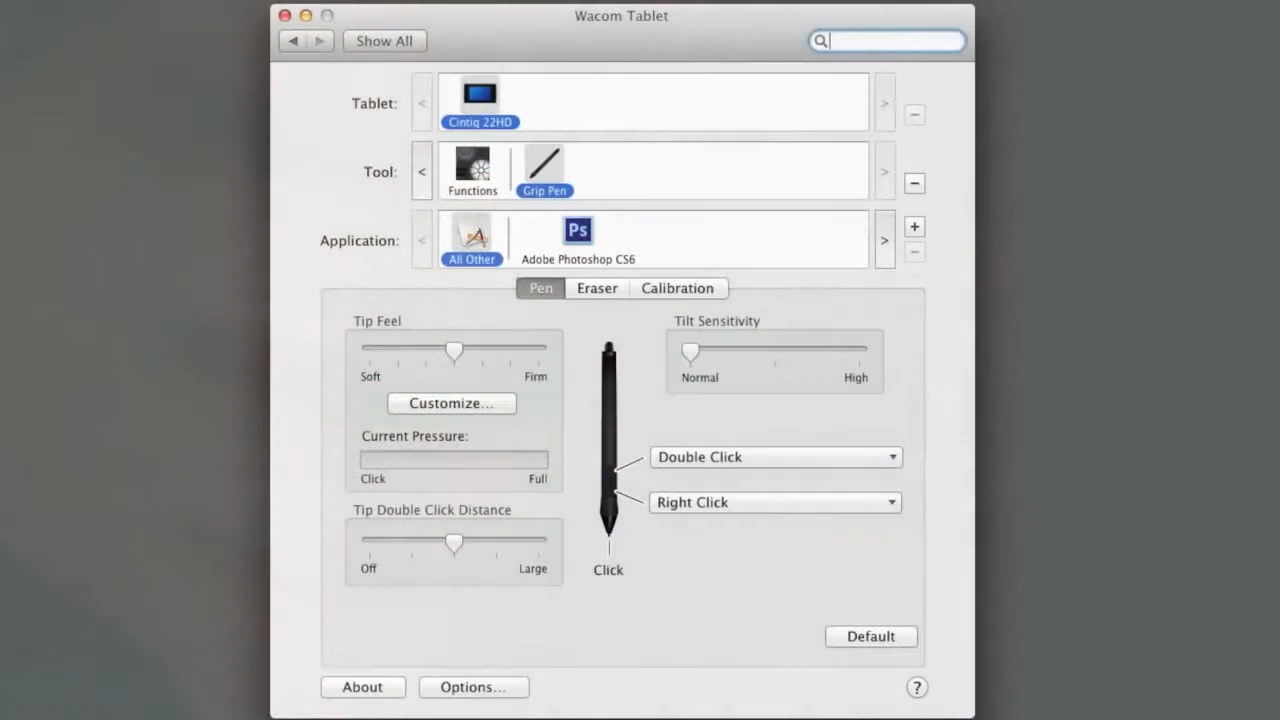 Wacom Tablet
Show All
Tablet:
Cintiq 22HD
Tool:
Functions
Grip Pen
Application:
Ps
All Other
Adobe Photoshop CS6
Pen Eraser Calibration
Tip Feel
Soft Firm
Customize...
Current Pressure:
Click Full
Tip Double Click Distance
Off Large
Click
Tilt Sensitivity
Normal High
Double Click
Right Click
Default
About Options... ?